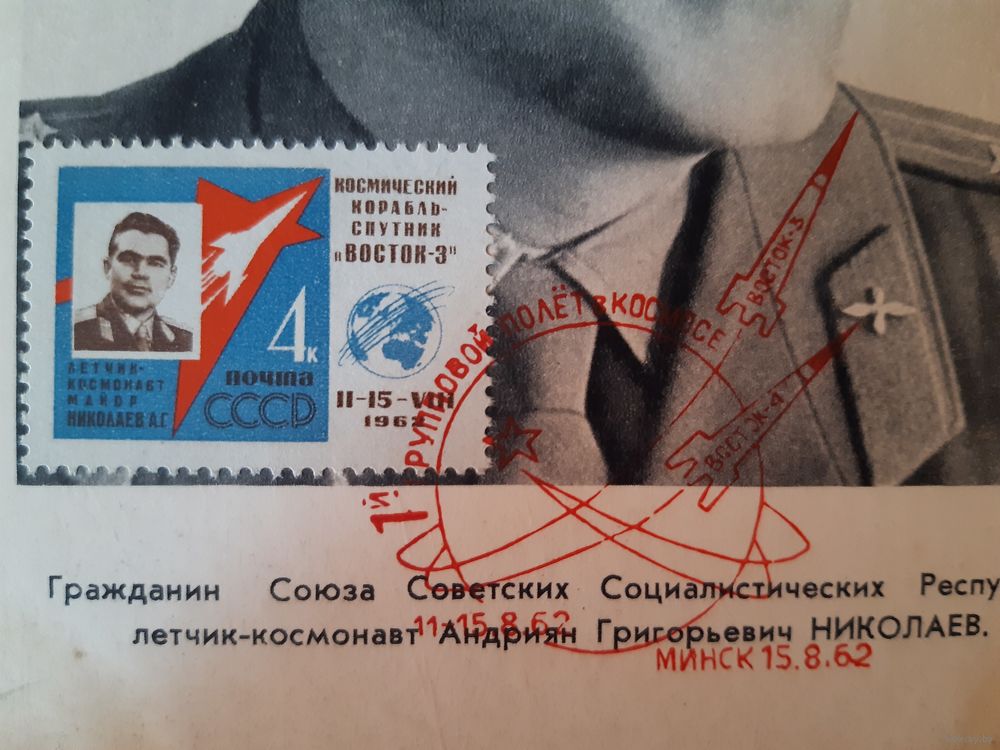 КОСМИЧЕСКИЙ
КОРАБЛЬ-
СПУТНИК
„ВОСТОК-3"
4к
ПОЧТА
СССР
11-15-VIII
1962
ЛЕТЧИК-
КОСМОНАВТ
МАЙОР
НИКОЛАЕВ А.Г.
1й ГРУППОВОЙ ПОЛЁТ в КОСМОСЕ
ВОСТОК-3
ВОСТОК-4
11-15.8.62
МИНСК 15.8.62
Гражданин Союза Советских Социалистических Респу
летчик-космонавт Андриян Григорьевич НИКОЛАЕВ.